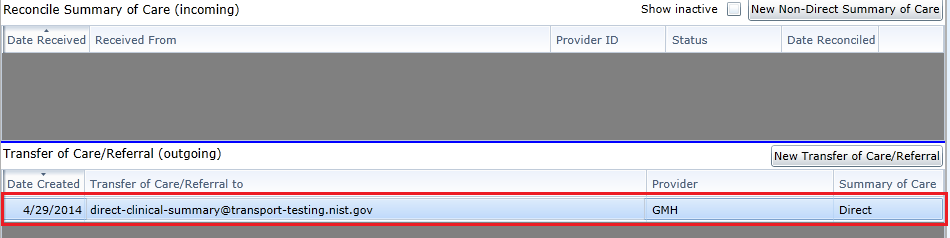 Reconcile Summary of Care (incoming) Show inactive New Non-Direct Summary of Care
Date Received Received From Provider ID Status Date Reconciled
Transfer of Care/Referral (outgoing) New Transfer of Care/Referral
Date Created Transfer of Care/Referral to Provider Summary of Care
4/29/2014 direct-clinical-summary@transport-testing.nist.gov GMH Direct